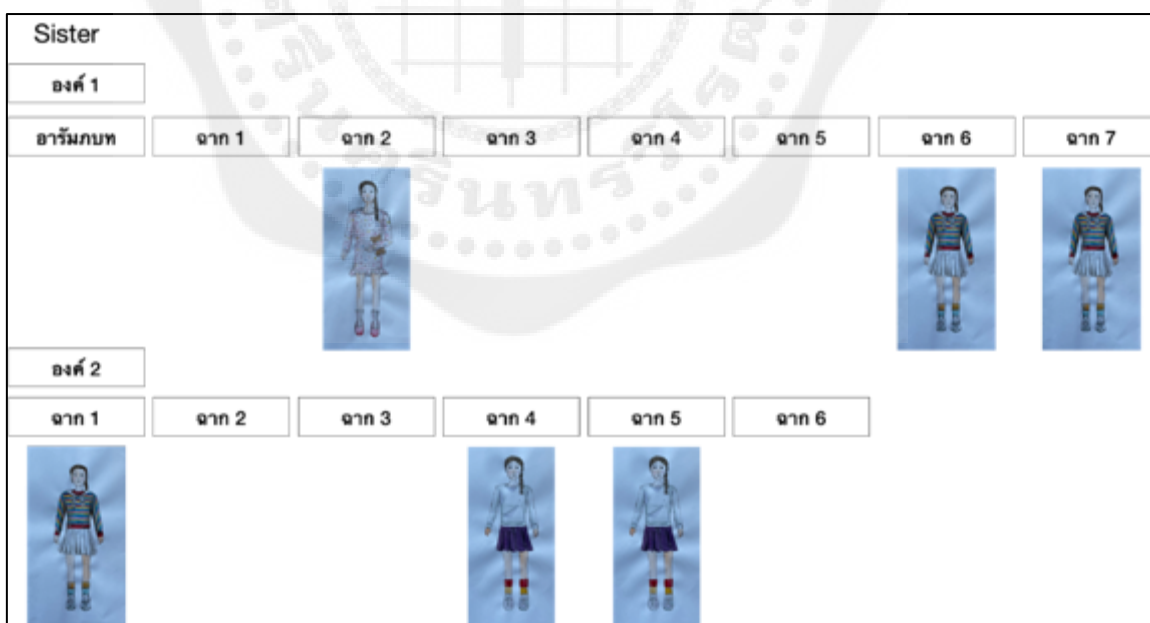 Sister
องค์ 1
อารัมภบท ฉาก 1 ฉาก 2 ฉาก 3 ฉาก 4 ฉาก 5 ฉาก 6 ฉาก 7
องค์ 2
ฉาก 1 ฉาก 2 ฉาก 3 ฉาก 4 ฉาก 5 ฉาก 6